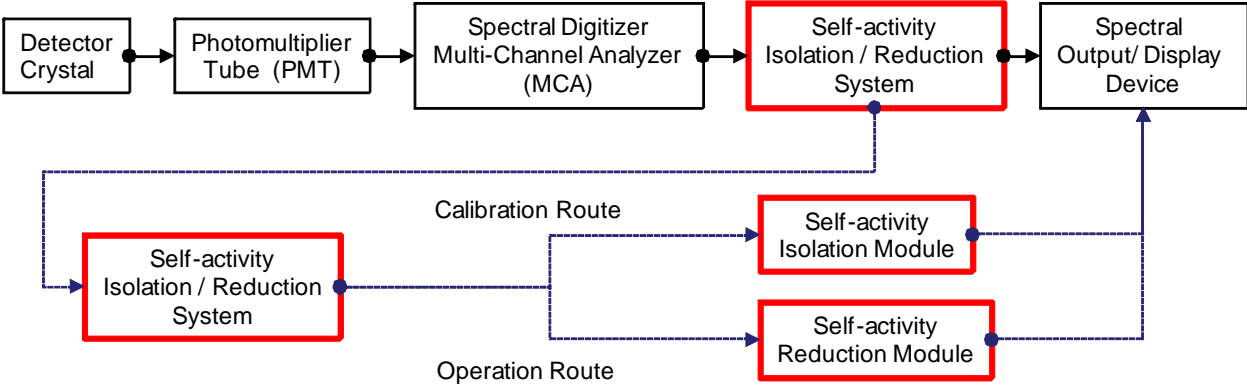 Detector
Crystal
Photomultiplier
Tube (PMT)
Spectral Digitizer
Multi-Channel Analyzer
(MCA)
Self-activity
Isolation / Reduction
System
Spectral
Output/ Display
Device
Calibration Route
Self-activity
Isolation / Reduction
System
Self-activity
Isolation Module
Self-activity
Reduction Module
Operation Route